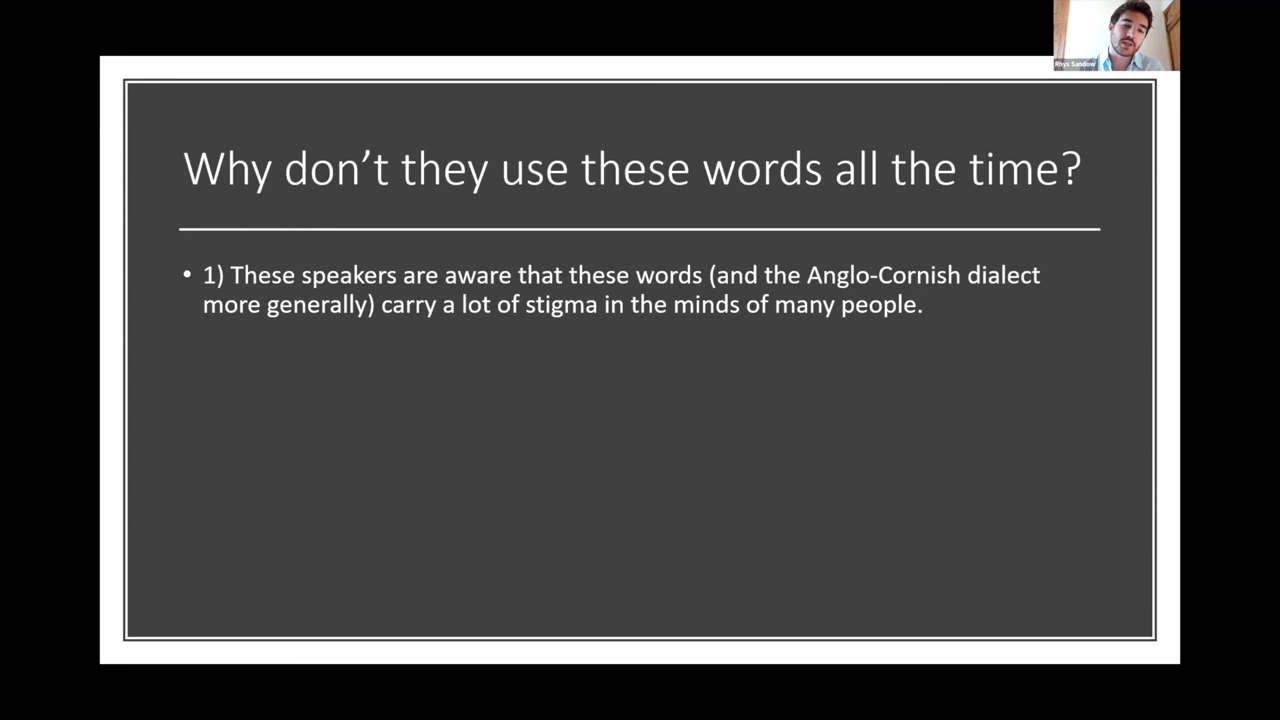 Rhys Sandow
Why don’t they use these words all the time?
• 1) These speakers are aware that these words (and the Anglo-Cornish dialect
more generally) carry a lot of stigma in the minds of many people.